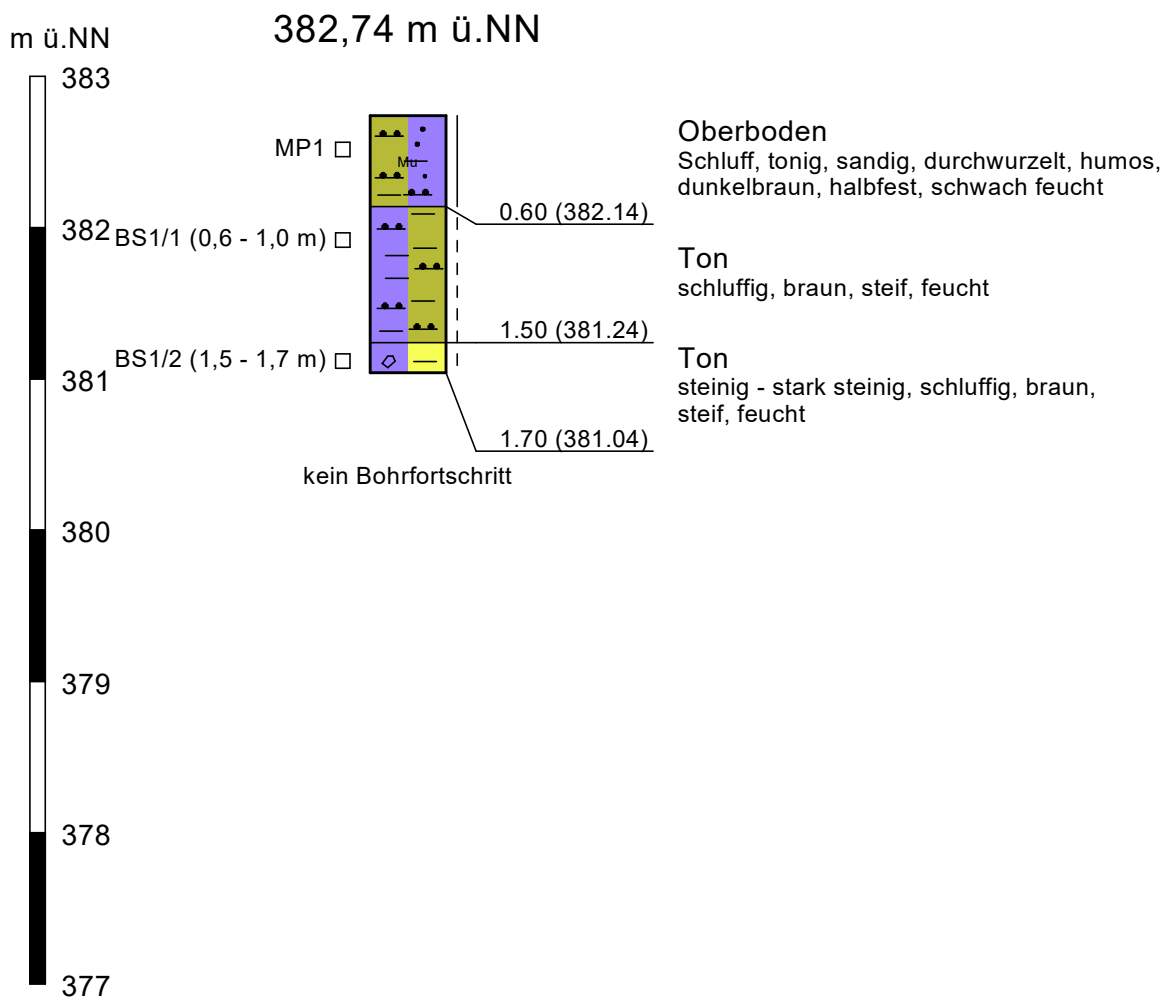 382,74 m ü.NN
m ü.NN
383
Oberboden
MP1
Schluff, tonig, sandig, durchwurzelt, humos,
Mu
dunkelbraun, halbfest, schwach feucht
0.60 (382.14)
382
BS1/1 (0,6 - 1,0 m)
Ton
schluffig, braun, steif, feucht
1.50 (381.24)
BS1/2 (1,5 - 1,7 m)
Ton
381
steinig - stark steinig, schluffig, braun,
steif, feucht
1.70 (381.04)
kein Bohrfortschritt
380
379
378
377